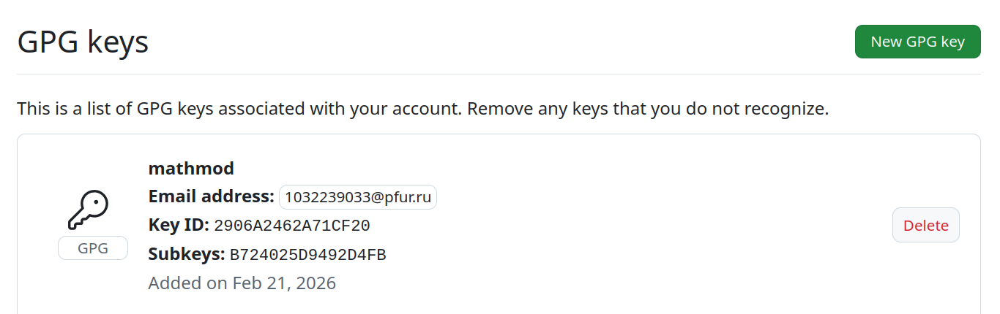 GPG keys
New GPG key
This is a list of GPG keys associated with your account. Remove any keys that you do not recognize.
mathmod
Email address: 1032239033@pfur.ru
Key ID: 2906A2462A71CF20
GPG
Subkeys: B724025D9492D4FB
Added on Feb 21, 2026
Delete